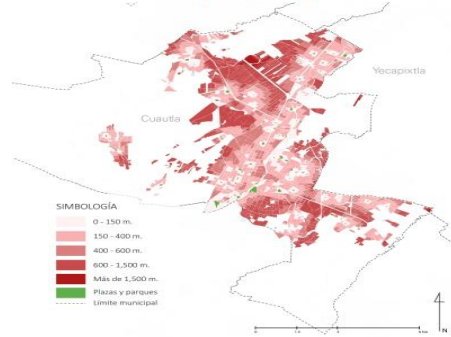 Yecapixtla
Cuautla
SIMBOLOGÍA
0 - 150 m.
150 - 400 m.
400 - 600 m.
600 - 1,500 m.
Más de 1,500 m.
Plazas y parques
Límite municipal
N